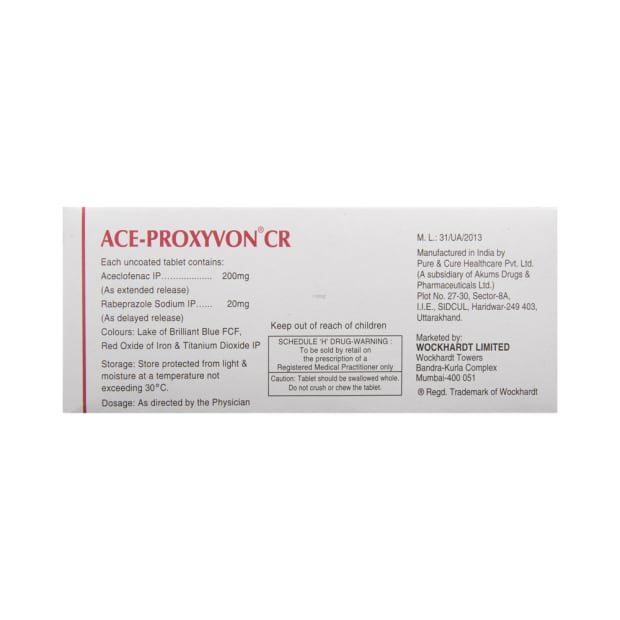 ACE-PROXYVON® CR
Each uncoated tablet contains:
Aceclofenac IP................... 200mg
(As extended release)
Rabeprazole Sodium IP...... 20mg
(As delayed release)
Colours: Lake of Brilliant Blue FCF,
Red Oxide of Iron & Titanium Dioxide IP
Storage: Store protected from light &
moisture at a temperature not
exceeding 30°C.
Dosage: As directed by the Physician
Keep out of reach of children
SCHEDULE 'H' DRUG-WARNING :
To be sold by retail on
the prescription of a
Registered Medical Practitioner only
Caution: Tablet should be swallowed whole.
Do not crush or chew the tablet.
M. L.: 31/UA/2013
Manufactured in India by
Pure & Cure Healthcare Pvt. Ltd.
(A subsidiary of Akums Drugs &
Pharmaceuticals Ltd.)
Plot No. 27-30, Sector-8A,
I.I.E., SIDCUL, Haridwar-249 403,
Uttarakhand.
Marketed by:
WOCKHARDT LIMITED
Wockhardt Towers
Bandra-Kurla Complex
Mumbai-400 051
® Regd. Trademark of Wockhardt